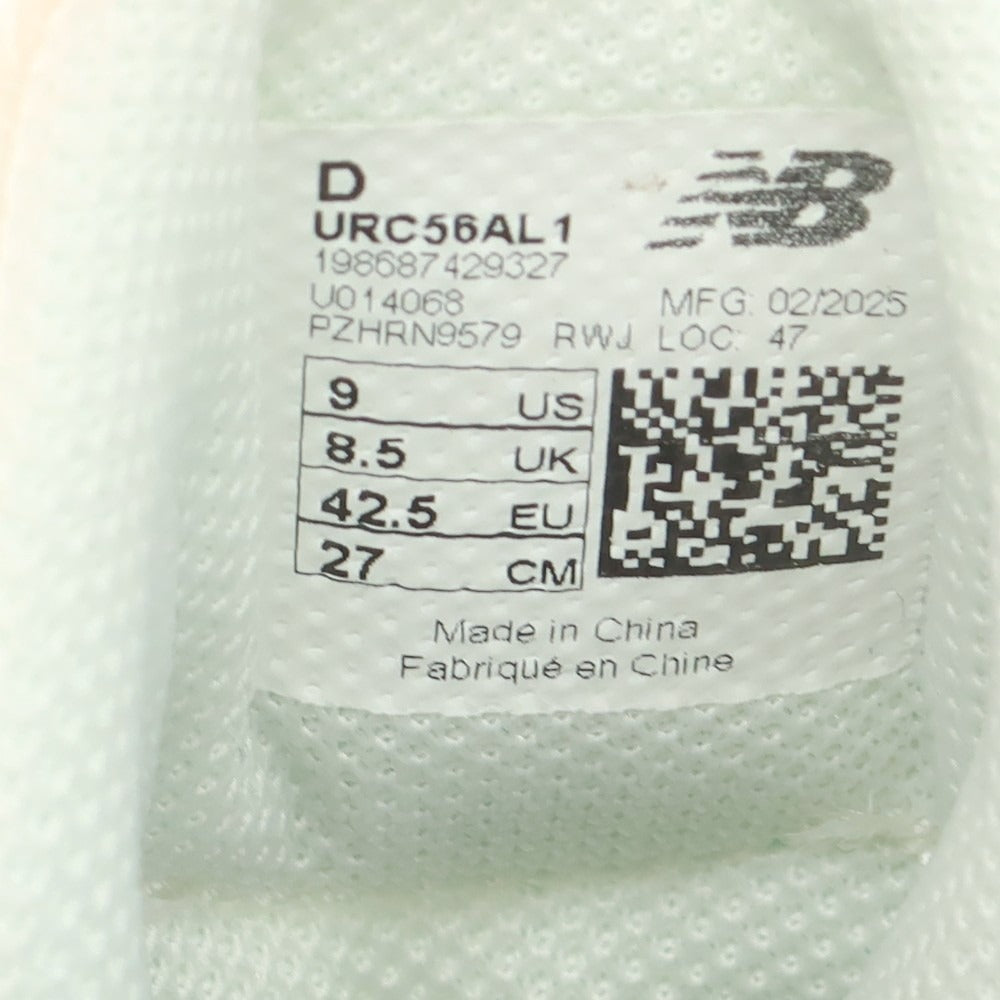 D
URC56AL1
198687429327
U014068 MFG: 02/2025
PZHRN9579 RWJ LOC: 47
9 US
8.5 UK
42.5 EU
27 CM
Made in China
Fabriqué en Chine
NB